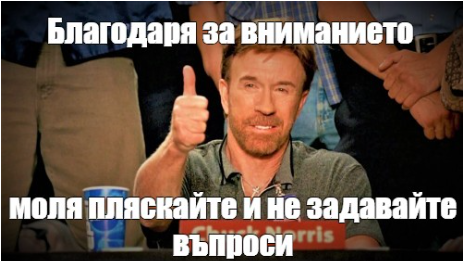 Благодаря за вниманието
моля пляскайте и не задавайте
въпроси
Chuck Norris